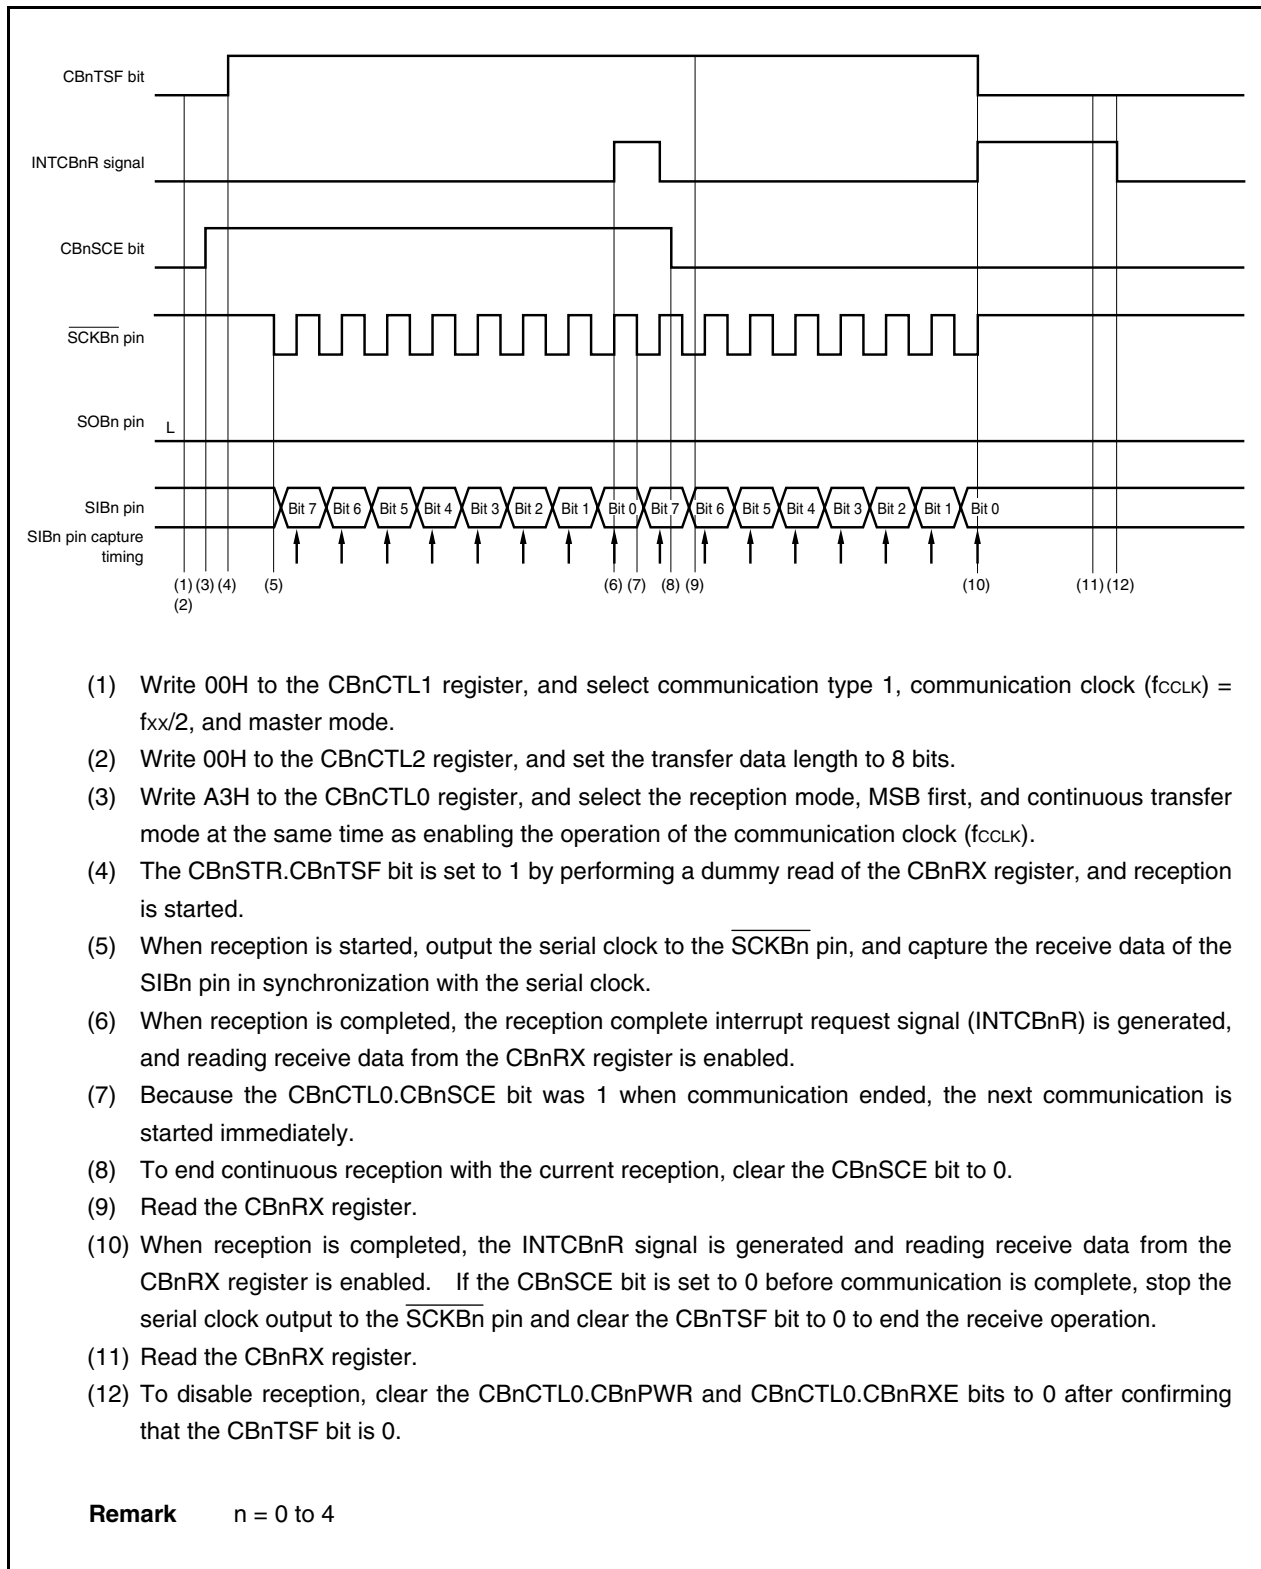 CBnTSF bit
INTCBnR signal
CBnSCE bit
SCKBn pin
SOBn pin L
SIBn pin Bit 7 Bit 6 Bit 5 Bit 4 Bit 3 Bit 2 Bit 1 Bit 0 Bit 7 Bit 6 Bit 5 Bit 4 Bit 3 Bit 2 Bit 1 Bit 0
SIBn pin capture
timing
(1) (3) (4) (5) (6) (7) (8) (9) (10) (11) (12)
(2)
(1) Write 00H to the CBnCTL1 register, and select communication type 1, communication clock (fCCLK) =
fxx/2, and master mode.
(2) Write 00H to the CBnCTL2 register, and set the transfer data length to 8 bits.
(3) Write A3H to the CBnCTL0 register, and select the reception mode, MSB first, and continuous transfer
mode at the same time as enabling the operation of the communication clock (fCCLK).
(4) The CBnSTR.CBnTSF bit is set to 1 by performing a dummy read of the CBnRX register, and reception
is started.
(5) When reception is started, output the serial clock to the SCKBn pin, and capture the receive data of the
SIBn pin in synchronization with the serial clock.
(6) When reception is completed, the reception complete interrupt request signal (INTCBnR) is generated,
and reading receive data from the CBnRX register is enabled.
(7) Because the CBnCTL0.CBnSCE bit was 1 when communication ended, the next communication is
started immediately.
(8) To end continuous reception with the current reception, clear the CBnSCE bit to 0.
(9) Read the CBnRX register.
(10) When reception is completed, the INTCBnR signal is generated and reading receive data from the
CBnRX register is enabled. If the CBnSCE bit is set to 0 before communication is complete, stop the
serial clock output to the SCKBn pin and clear the CBnTSF bit to 0 to end the receive operation.
(11) Read the CBnRX register.
(12) To disable reception, clear the CBnCTL0.CBnPWR and CBnCTL0.CBnRXE bits to 0 after confirming
that the CBnTSF bit is 0.
Remark n = 0 to 4